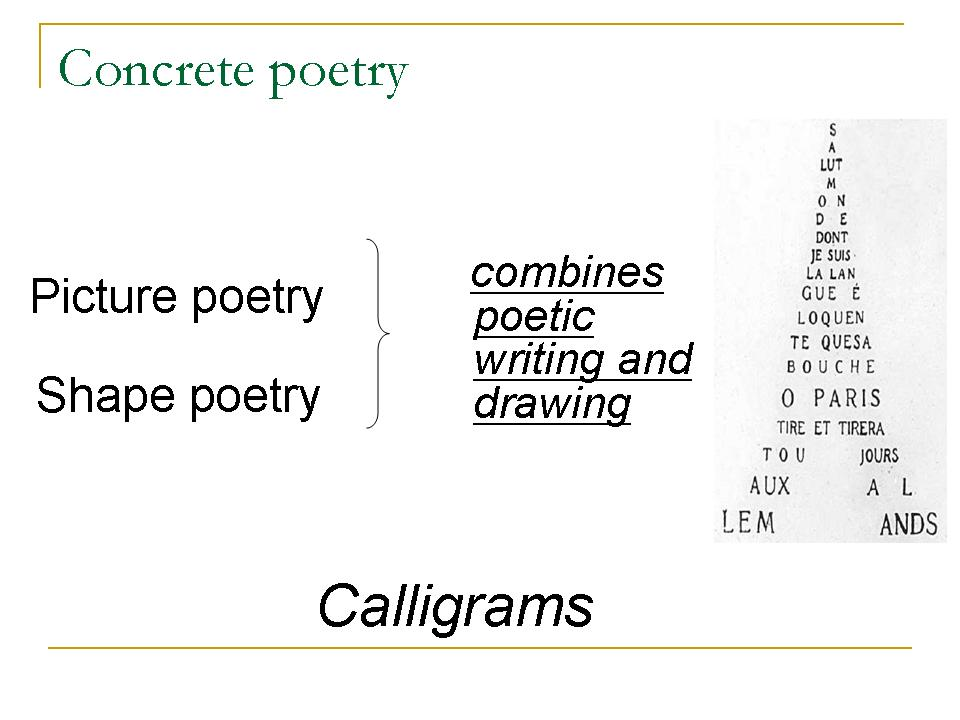 Concrete poetry
Picture poetry
Shape poetry
combines
poetic
writing and
drawing
S
A
LUT
M
O N
D E
DONT
JE SUIS
LA LAN
GUE É
LOQUEN
TE QUESA
BOUCHE
O PARIS
TIRE ET TIRERA
TOU JOURS
AUX A L
LEM ANDS
Calligrams